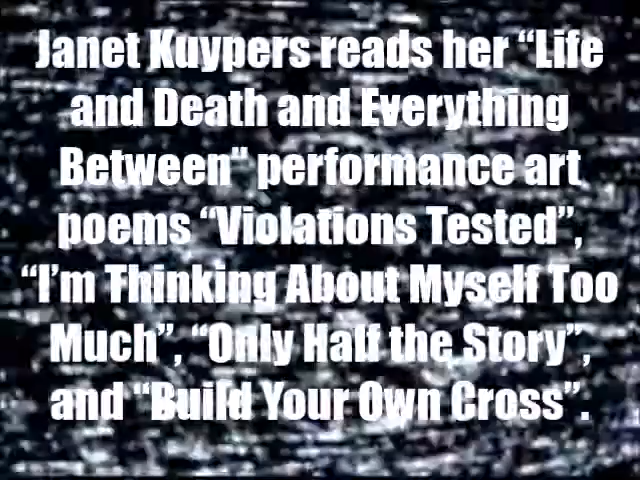 Janet Kuypers reads her “Life
and Death and Everything
Between" performance art
poems “Violations Tested”,
“I’m Thinking About Myself Too
Much”, “Only Half the Story”,
and “Build Your Own Cross”.